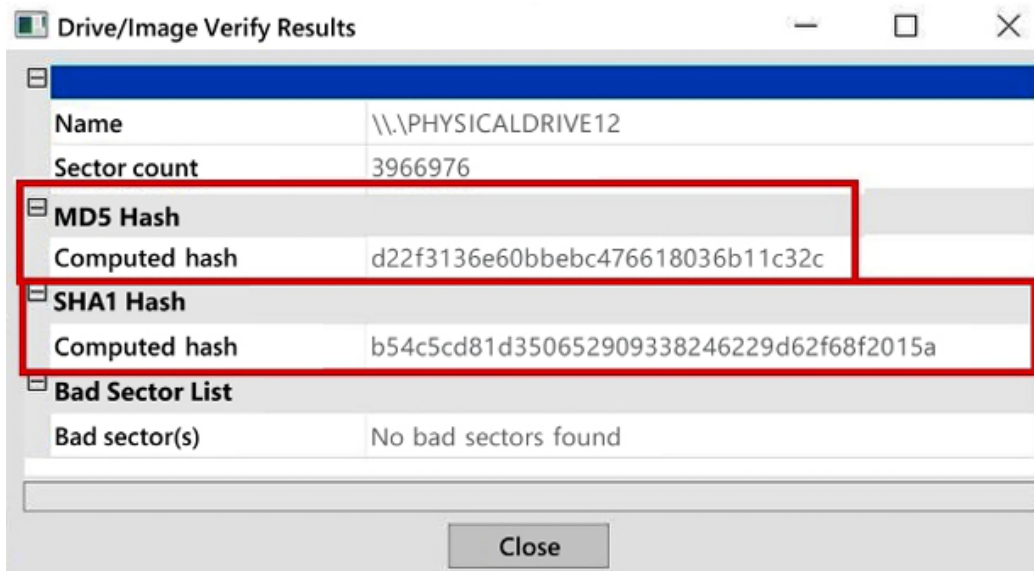 Drive/Image Verify Results
Name \\.\PHYSICALDRIVE12
Sector count 3966976
MD5 Hash
Computed hash d22f3136e60bbebc476618036b11c32c
SHA1 Hash
Computed hash b54c5cd81d350652909338246229d62f68f2015a
Bad Sector List
Bad sector(s) No bad sectors found
Close